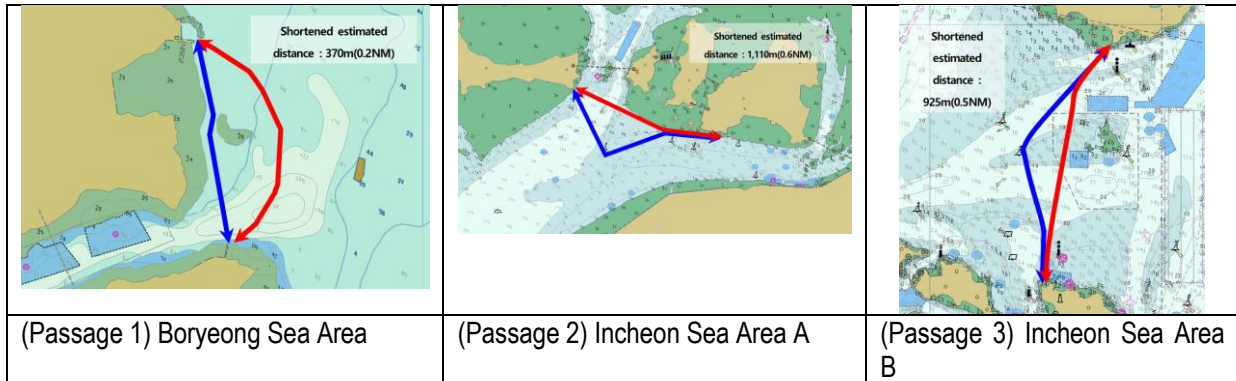 Shortened estimated
distance : 370m(0.2NM)
Shortened estimated
distance : 1,110m(0.6NM)
Shortened
estimated
distance :
925m(0.5NM)
(Passage 1) Boryeong Sea Area
(Passage 2) Incheon Sea Area A
(Passage 3) Incheon Sea Area
B